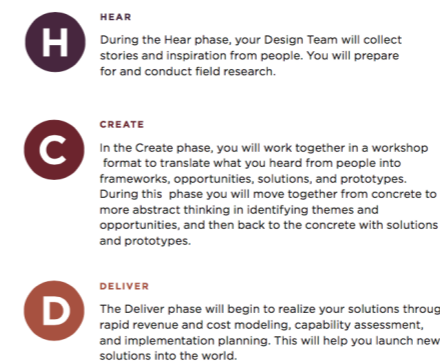 H
HEAR
During the Hear phase, your Design Team will collect
stories and inspiration from people. You will prepare
for and conduct field research.
C
CREATE
In the Create phase, you will work together in a workshop
format to translate what you heard from people into
frameworks, opportunities, solutions, and prototypes.
During this phase you will move together from concrete to
more abstract thinking in identifying themes and
opportunities, and then back to the concrete with solutions
and prototypes.
D
DELIVER
The Deliver phase will begin to realize your solutions throug
rapid revenue and cost modeling, capability assessment,
and implementation planning. This will help you launch new
solutions into the world.